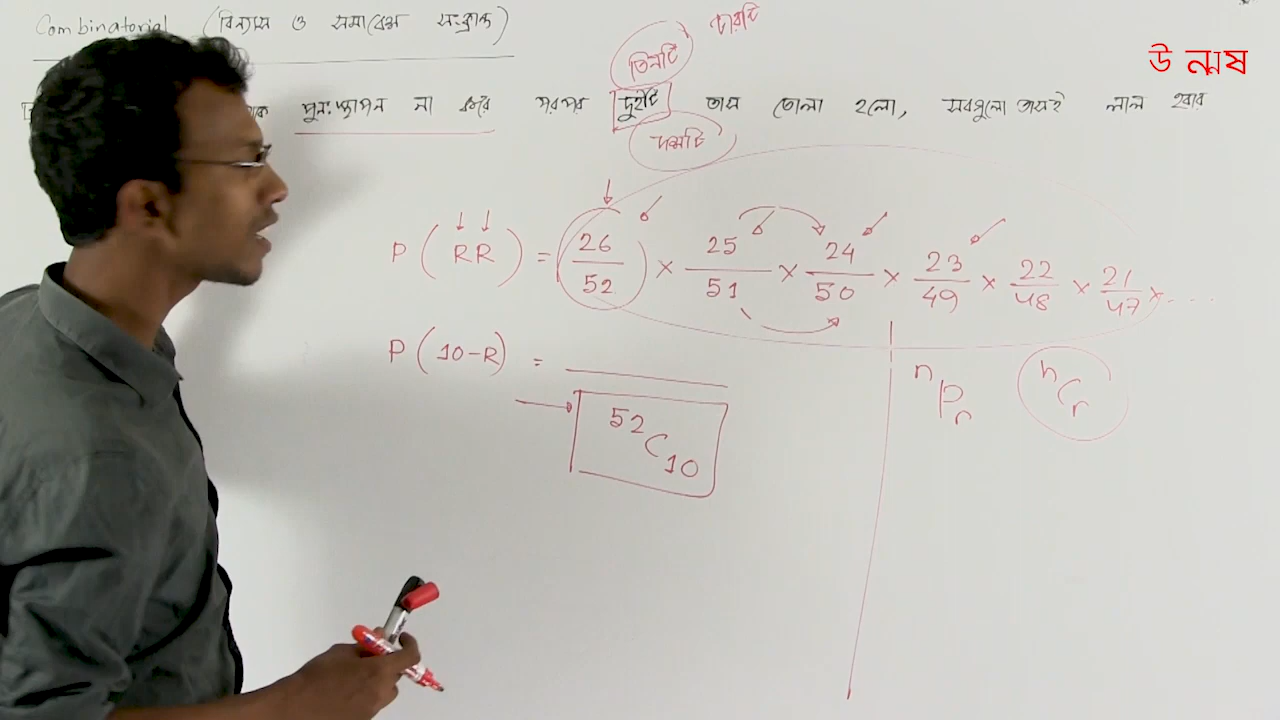 Combinatorial (বিন্যাস ও সমাবেশ সংক্রান্ত)
উন্মেষ
তিনটি চারটি
পুনঃস্থাপন না করে পরপর দুইটি তাস তোলা হলো, সবগুলো তাসই লাল হবার
দশটি
P(RR) = 26/52 × 25/51 × 24/50 × 23/49 × 22/48 × 21/47 × ....
P(10-R) =
52C10
nPr nCr